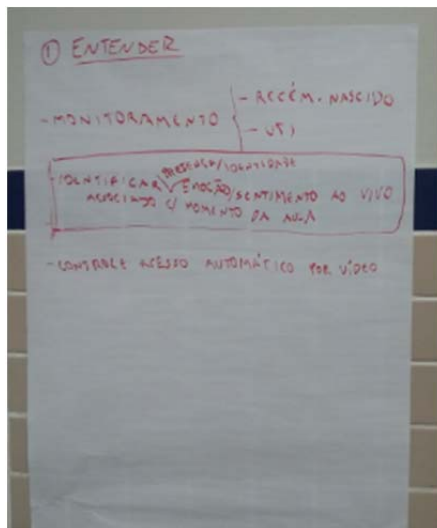 ① ENTENDER
- MONITORAMENTO
- RECÉM-NASCIDO
- UTI
PRESENÇA/IDENTIDADE
- IDENTIFICAR EMOÇÃO/SENTIMENTO AO VIVO
ASSOCIADO C/ MOMENTO DA AULA
- CONTROLE ACESSO AUTOMÁTICO POR VÍDEO